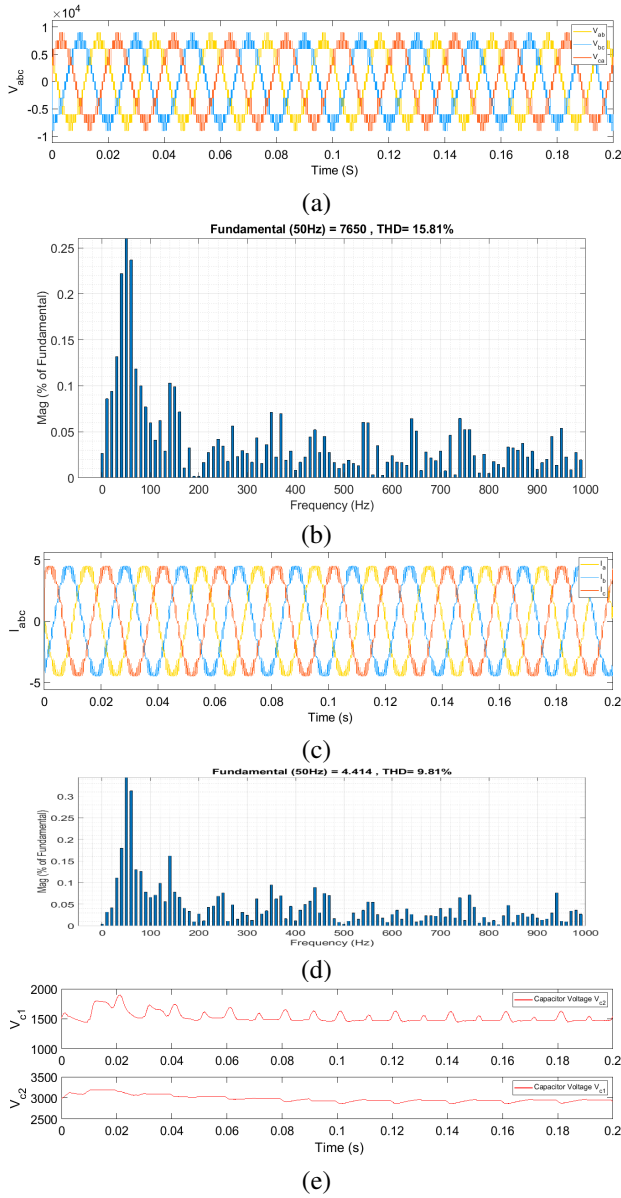 ×10⁴
1
0.5
0
-0.5
-1
V_abc
V_ab
V_bc
V_ca
0 0.02 0.04 0.06 0.08 0.1 0.12 0.14 0.16 0.18 0.2
Time (S)
(a)
Fundamental (50Hz) = 7650 , THD= 15.81%
0.25
0.2
0.15
0.1
0.05
0
Mag (% of Fundamental)
0 100 200 300 400 500 600 700 800 900 1000
Frequency (Hz)
(b)
5
0
-5
I_abc
I_a
I_b
0 0.02 0.04 0.06 0.08 0.1 0.12 0.14 0.16 0.18 0.2
Time (s)
(c)
Fundamental (50Hz) = 4.414 , THD= 9.81%
0.3
0.25
0.2
0.15
0.1
0.05
0
Mag (% of Fundamental)
0 100 200 300 400 500 600 700 800 900 1000
Frequency (Hz)
(d)
2000
1500
1000
V_c1
Capacitor Voltage V_c2
0 0.02 0.04 0.06 0.08 0.1 0.12 0.14 0.16 0.18 0.2
3500
3000
2500
V_c2
Capacitor Voltage V_c1
0 0.02 0.04 0.06 0.08 0.1 0.12 0.14 0.16 0.18 0.2
Time (s)
(e)